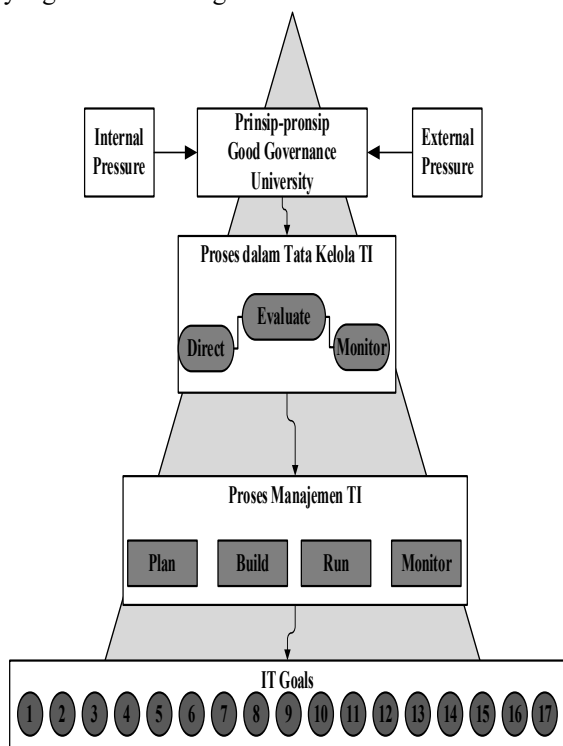 Internal
Pressure
Prinsip-pronsip
Good Governance
University
External
Pressure
Proses dalam Tata Kelola TI
Evaluate
Direct
Monitor
Proses Manajemen TI
Plan
Build
Run
Monitor
IT Goals
1 2 3 4 5 6 7 8 9 10 11 12 13 14 15 16 17